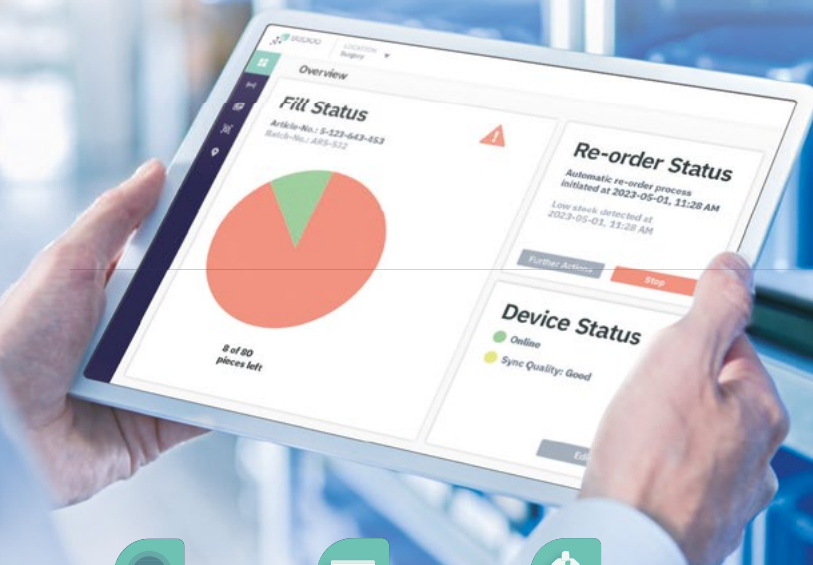 LOCATION
Surgery
Overview
Fill Status
Article-No.: 5-123-643-453
Batch-No.: ARS-532
8 of 80
pieces left
Re-order Status
Automatic re-order process
initiated at 2023-05-01, 11:28 AM
Low stock detected at
2023-05-01, 11:28 AM
Further Actions
Stop
Device Status
Online
Sync Quality: Good